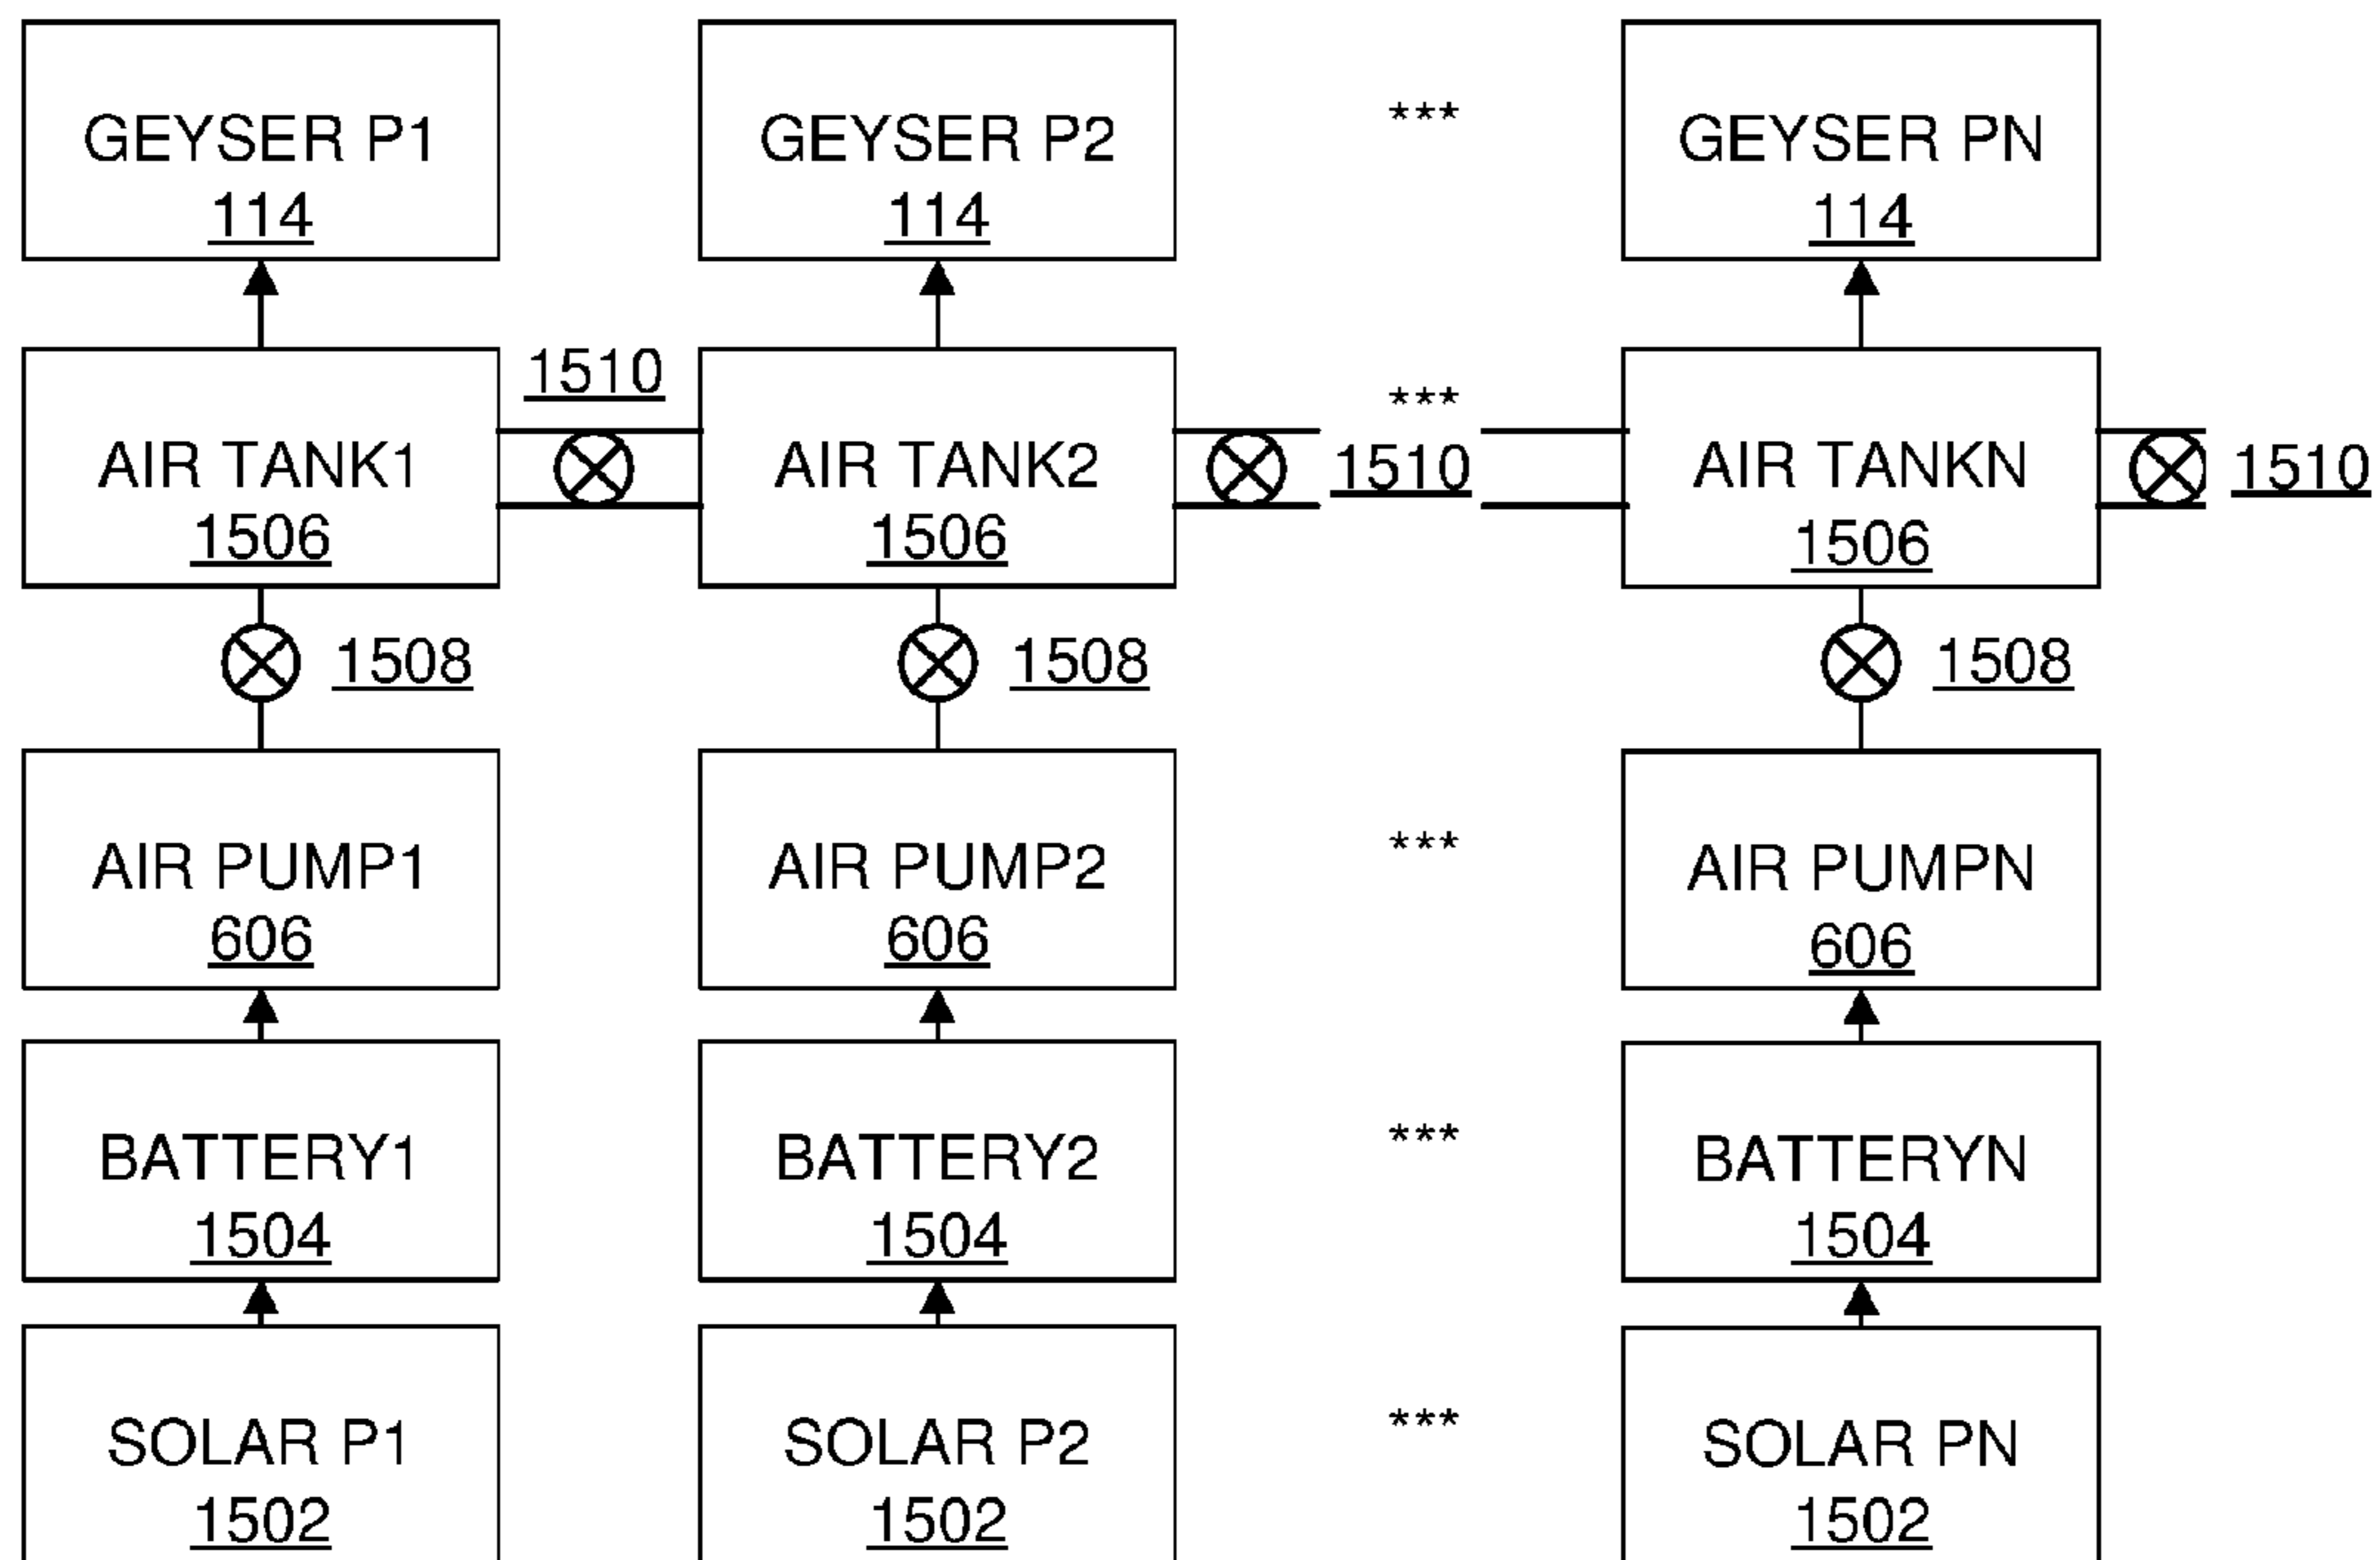 GEYSER P1 GEYSER P2 *** GEYSER PN
114 114 114
1510 ***
AIR TANK1 AIR TANK2 1510 AIR TANKN 1510
1506 1506 1506
1508 1508 1508
AIR PUMP1 AIR PUMP2 *** AIR PUMPN
606 606 606
BATTERY1 BATTERY2 *** BATTERYN
1504 1504 1504
SOLAR P1 SOLAR P2 *** SOLAR PN
1502 1502 1502